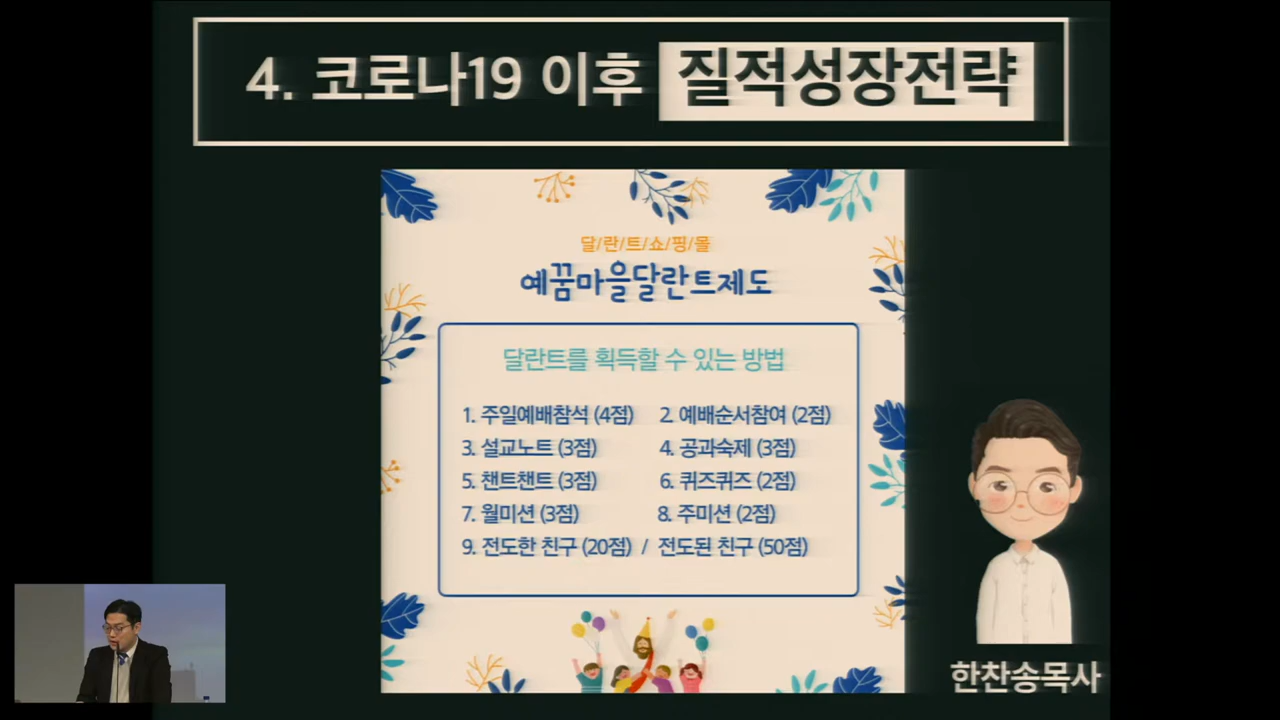 4. 코로나19 이후 질적성장전략
달/란/트/쇼/핑/몰
예꿈마을달란트제도
달란트를 획득할 수 있는 방법
1. 주일예배참석 (4점) 2. 예배순서참여 (2점)
3. 설교노트 (3점) 4. 공과숙제 (3점)
5. 챈트챈트 (3점) 6. 퀴즈퀴즈 (2점)
7. 월미션 (3점) 8. 주미션 (2점)
9. 전도한 친구 (20점) / 전도된 친구 (50점)
한찬송목사